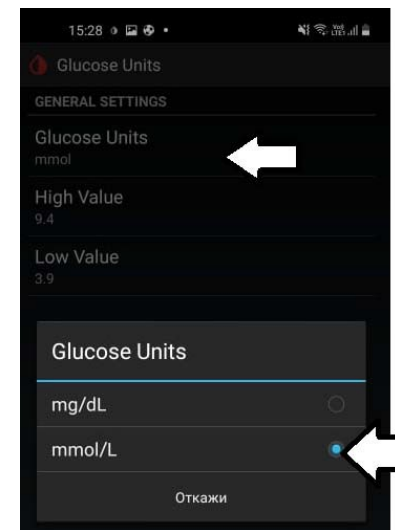 15:28
Glucose Units
GENERAL SETTINGS
Glucose Units
mmol
High Value
9.4
Low Value
3.9
Glucose Units
mg/dL
mmol/L
Откажи